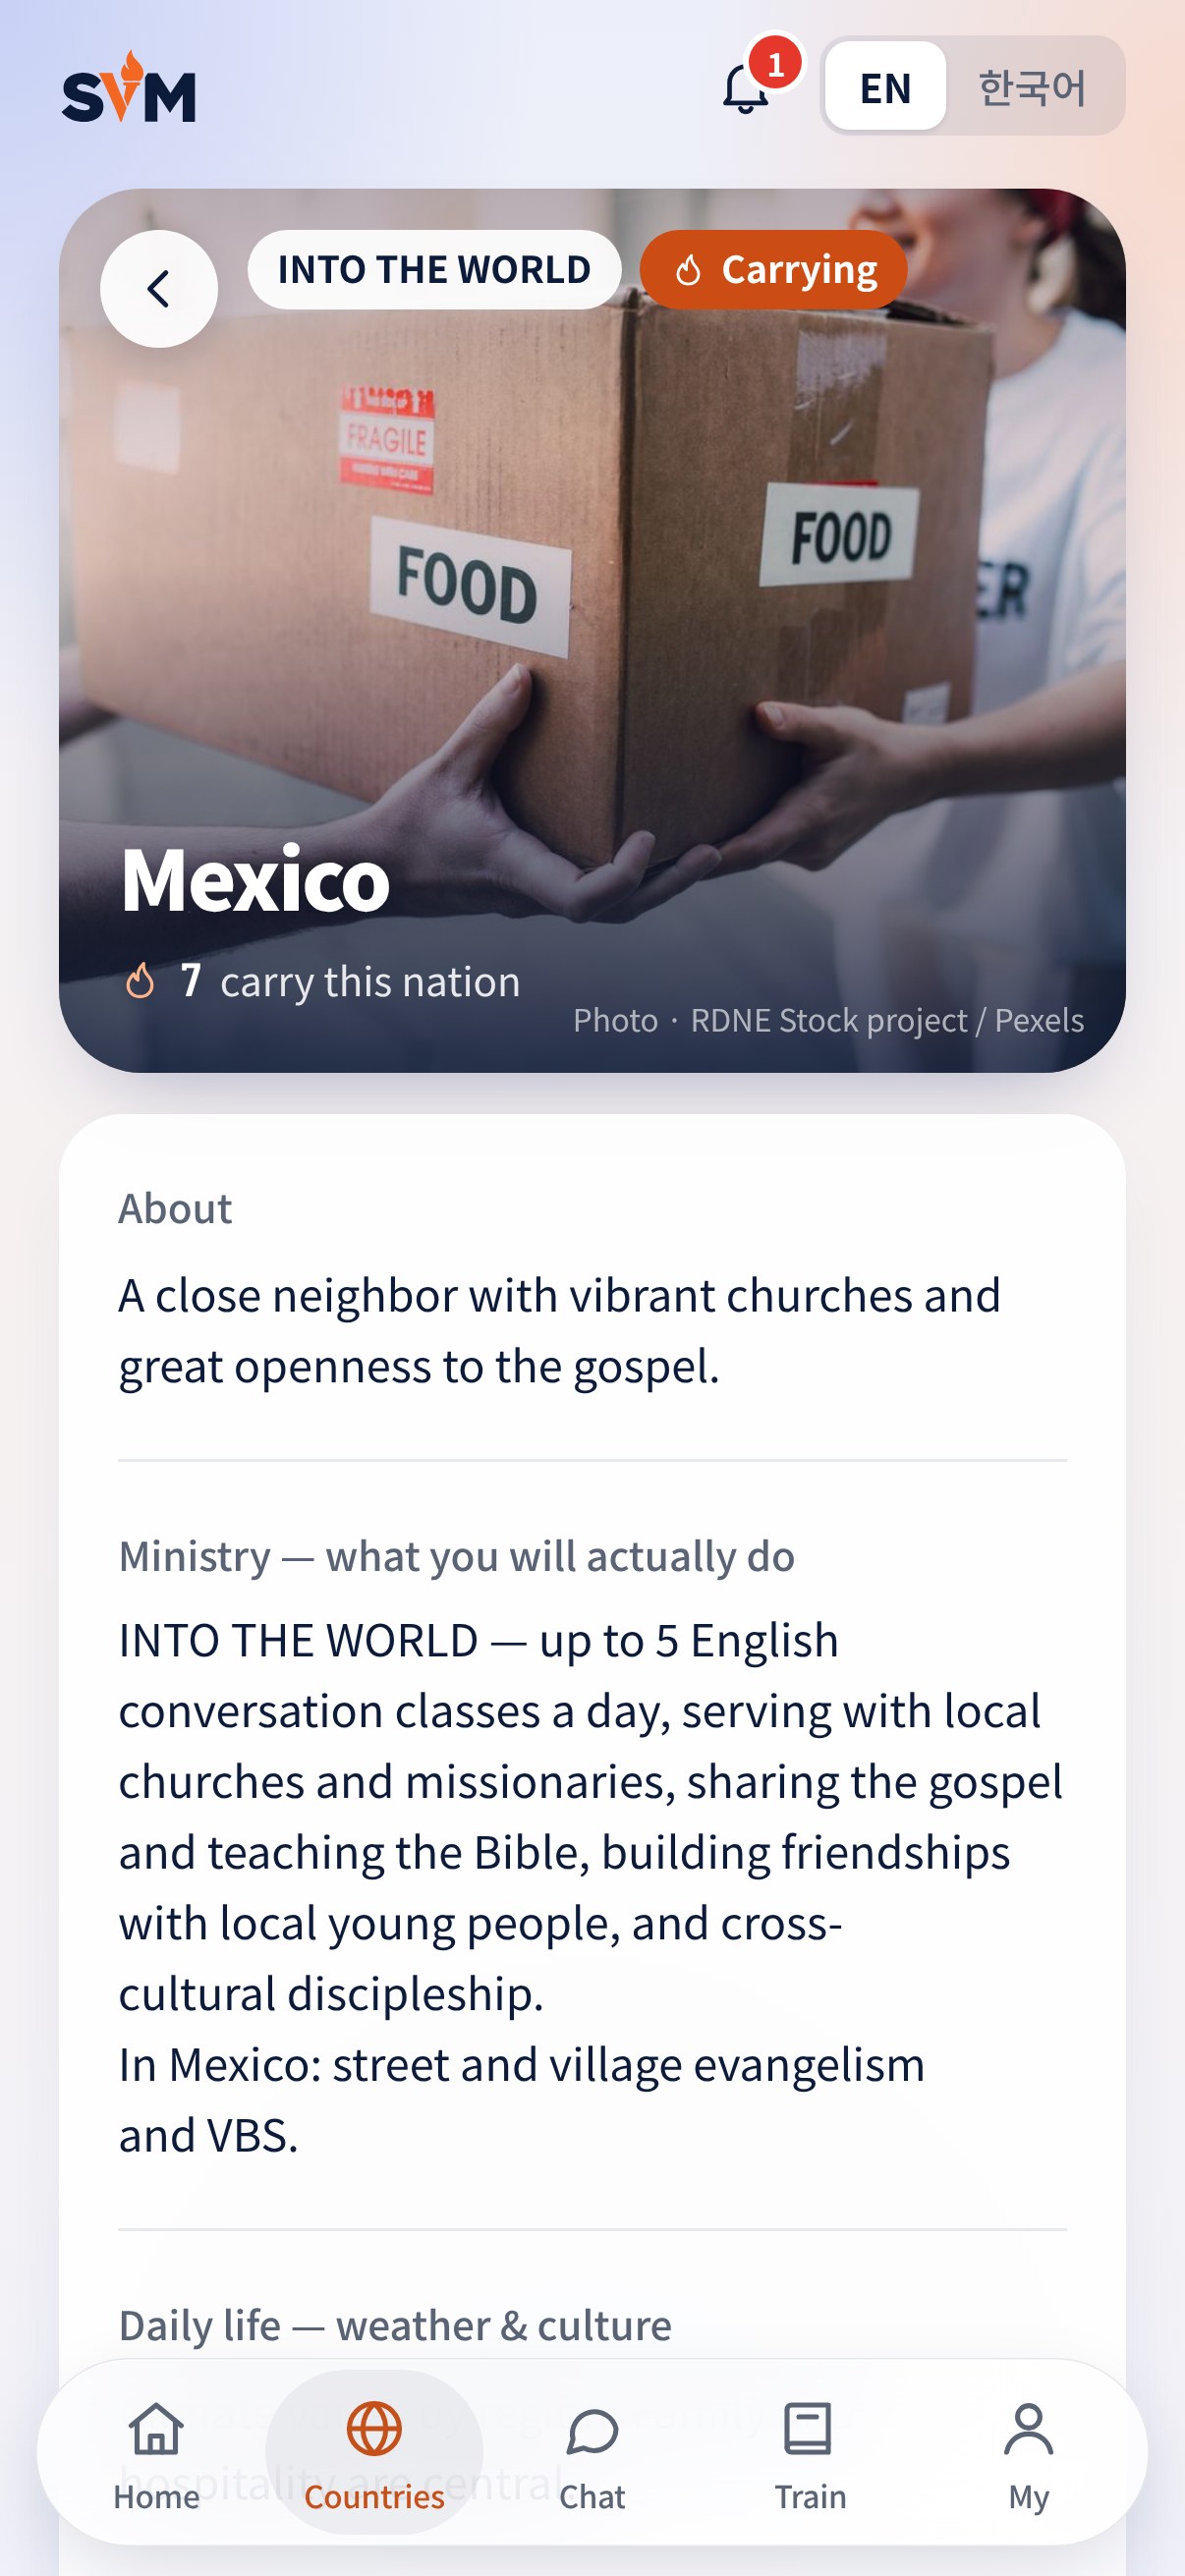 SVM
1
EN
한국어
INTO THE WORLD
Carrying
FRAGILE
FOOD
FOOD
ER
Mexico
7 carry this nation
Photo · RDNE Stock project / Pexels
About
A close neighbor with vibrant churches and
great openness to the gospel.
Ministry — what you will actually do
INTO THE WORLD — up to 5 English
conversation classes a day, serving with local
churches and missionaries, sharing the gospel
and teaching the Bible, building friendships
with local young people, and cross-
cultural discipleship.
In Mexico: street and village evangelism
and VBS.
Daily life — weather & culture
hospitality are central.
Home
Countries
Chat
Train
My